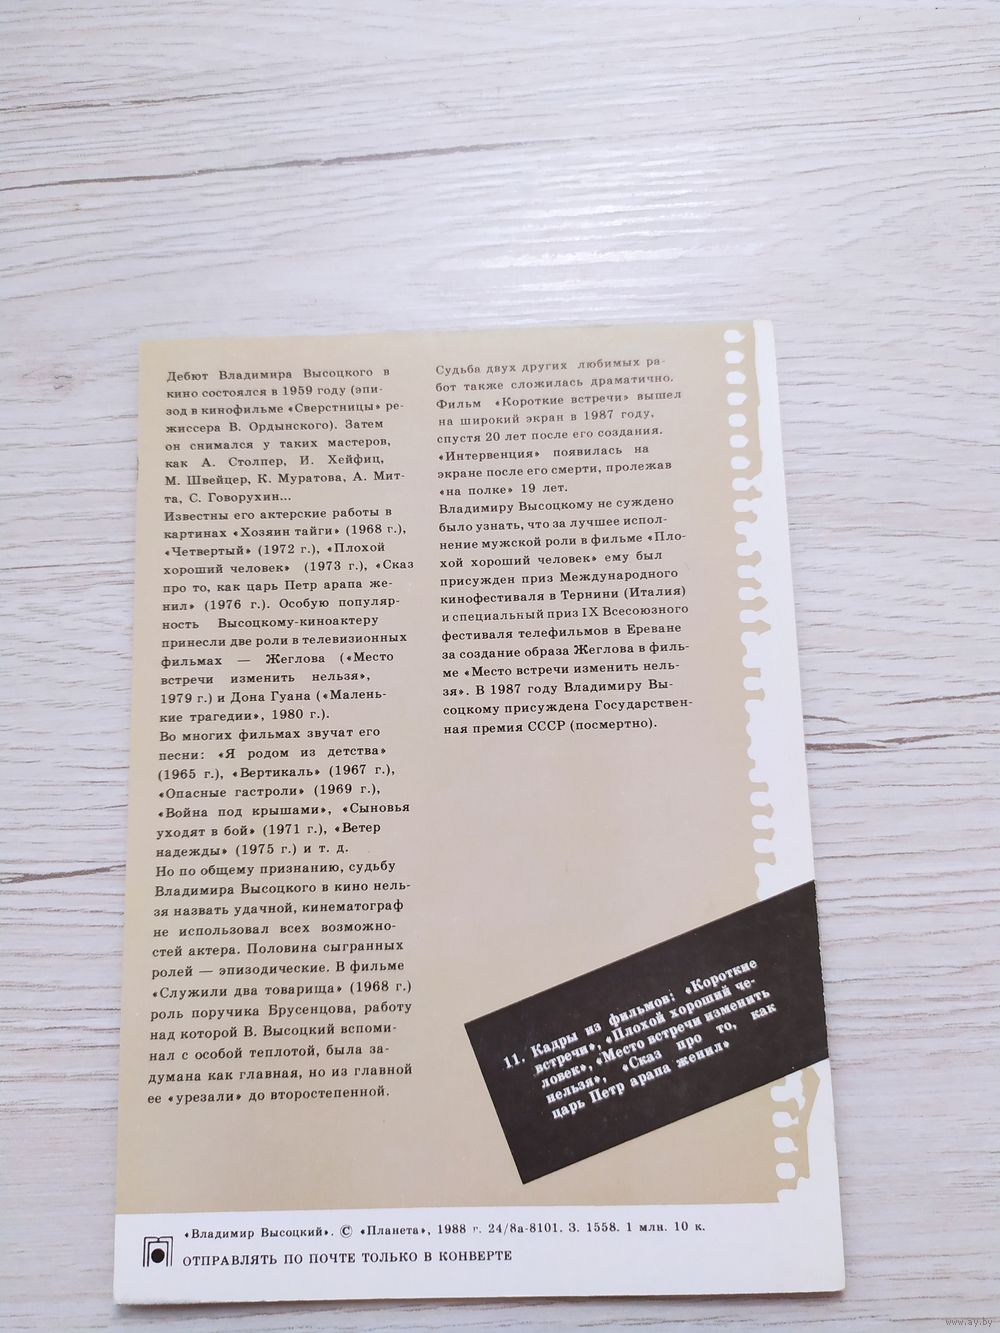 Дебют Владимира Высоцкого в
кино состоялся в 1959 году (эпи-
зод в кинофильме «Сверстницы» ре-
жиссера В. Ордынского). Затем
он снимался у таких мастеров,
как А. Столпер, И. Хейфиц,
М. Швейцер, К. Муратова, А. Мит-
та, С. Говорухин...
Известны его актерские работы в
картинах «Хозяин тайги» (1968 г.),
«Четвертый» (1972 г.), «Плохой
хороший человек» (1973 г.), «Сказ
про то, как царь Петр арапа же-
нил» (1976 г.). Особую популяр-
ность Высоцкому-киноактеру
принесли две роли в телевизионных
фильмах — Жеглова («Место
встречи изменить нельзя»,
1979 г.) и Дона Гуана («Малень-
кие трагедии», 1980 г.).
Во многих фильмах звучат его
песни: «Я родом из детства»
(1965 г.), «Вертикаль» (1967 г.),
«Опасные гастроли» (1969 г.),
«Война под крышами», «Сыновья
уходят в бой» (1971 г.), «Ветер
надежды» (1975 г.) и т. д.
Но по общему признанию, судьбу
Владимира Высоцкого в кино нель-
зя назвать удачной, кинематограф
не использовал всех возможно-
стей актера. Половина сыгранных
ролей — эпизодические. В фильме
«Служили два товарища» (1968 г.)
роль поручика Брусенцова, работу
над которой В. Высоцкий вспоми-
нал с особой теплотой, была за-
думана как главная, но из главной
ее «урезали» до второстепенной.
Судьба двух других любимых ра-
бот также сложилась драматично.
Фильм «Короткие встречи» вышел
на широкий экран в 1987 году,
спустя 20 лет после его создания.
«Интервенция» появилась на
экране после его смерти, пролежав
«на полке» 19 лет.
Владимиру Высоцкому не суждено
было узнать, что за лучшее испол-
нение мужской роли в фильме «Пло-
хой хороший человек» ему был
присужден приз Международного
кинофестиваля в Тернини (Италия)
и специальный приз IX Всесоюзного
фестиваля телефильмов в Ереване
за создание образа Жеглова в филь-
ме «Место встречи изменить нель-
зя». В 1987 году Владимиру Вы-
соцкому присуждена Государствен-
ная премия СССР (посмертно).
11. Кадры из фильмов: «Короткие
встречи», «Плохой хороший че-
ловек», «Место встречи изменить
нельзя», «Сказ про то, как
царь Петр арапа женил»
«Владимир Высоцкий». © «Планета», 1988 г. 24/8а-8101. З. 1558. 1 млн. 10 к.
ОТПРАВЛЯТЬ ПО ПОЧТЕ ТОЛЬКО В КОНВЕРТЕ
www.ay.by